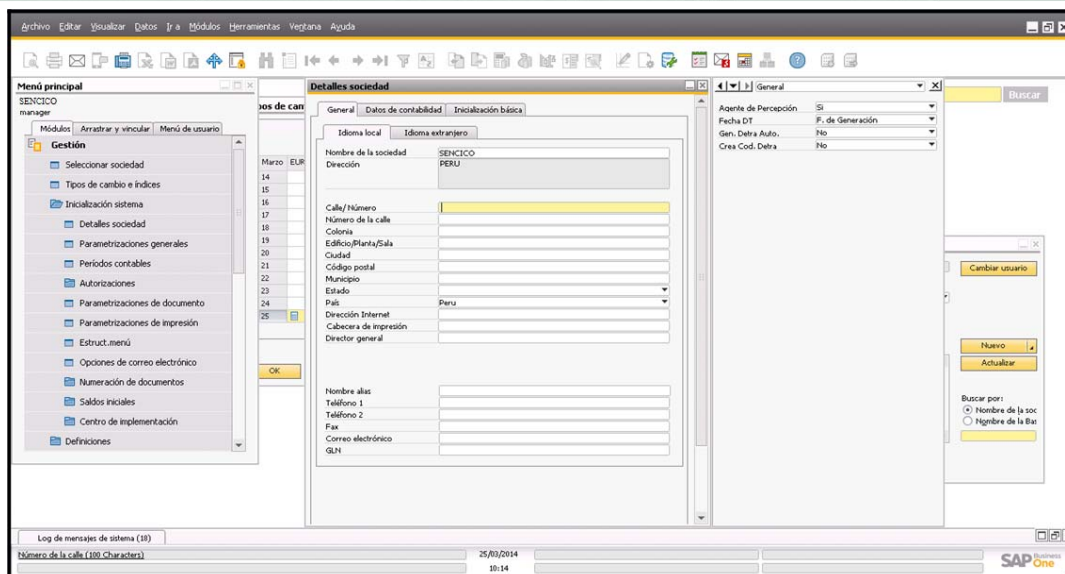 Archivo Editar Visualizar Datos Ir a Módulos Herramientas Ventana Ayuda
Menú principal
SENCICO
manager
Módulos Arrastrar y vincular Menú de usuario
Gestión
Seleccionar sociedad
Tipos de cambio e índices
Inicialización sistema
Detalles sociedad
Parametrizaciones generales
Períodos contables
Autorizaciones
Parametrizaciones de documento
Parametrizaciones de impresión
Estruct.menú
Opciones de correo electrónico
Numeración de documentos
Saldos iniciales
Centro de implementación
Definiciones
os de cam
Marzo EUR
14
15
16
17
18
19
20
21
22
23
24
25
OK
Detalles sociedad
General Datos de contabilidad Inicialización básica
Idioma local Idioma extranjero
Nombre de la sociedad SENCICO
Dirección PERU
Calle/ Número
Número de la calle
Colonia
Edificio/Planta/Sala
Ciudad
Código postal
Municipio
Estado
País Peru
Dirección Internet
Cabecera de impresión
Director general
Nombre alias
Teléfono 1
Teléfono 2
Fax
Correo electrónico
GLN
General
Agente de Percepción Si
Fecha DT F. de Generación
Gen. Detra Auto. No
Crea Cod. Detra No
Buscar
Cambiar usuario
Nuevo
Actualizar
Buscar por:
Nombre de la soc
Nombre de la Bas
Log de mensajes de sistema (18)
Número de la calle (100 Characters)
25/03/2014
10:14
SAP Business One